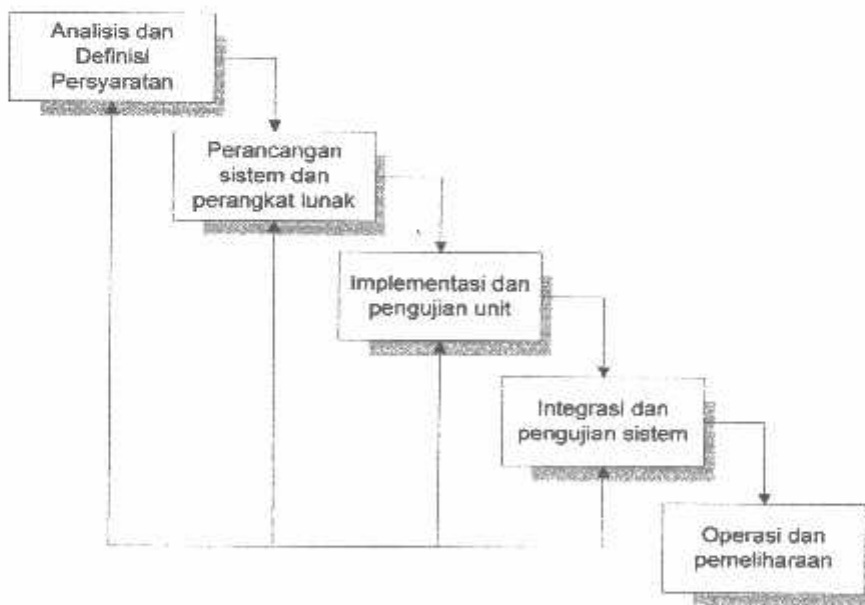 Analisis dan
Definisi
Persyaratan
Perancangan
sistem dan
perangkat lunak
Implementasi dan
pengujian unit
Integrasi dan
pengujian sistem
Operasi dan
pemeliharaan